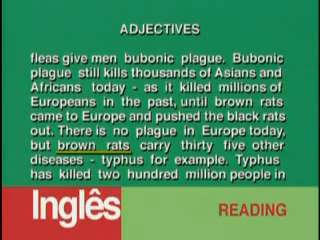 ADJECTIVES
fleas give men bubonic plague. Bubonic
plague still kills thousands of Asians and
Africans today - as it killed millions of
Europeans in the past, until brown rats
came to Europe and pushed the black rats
out. There is no plague in Europe today,
but brown rats carry thirty five other
diseases - typhus for example. Typhus
has killed two hundred million people in
Inglês
READING